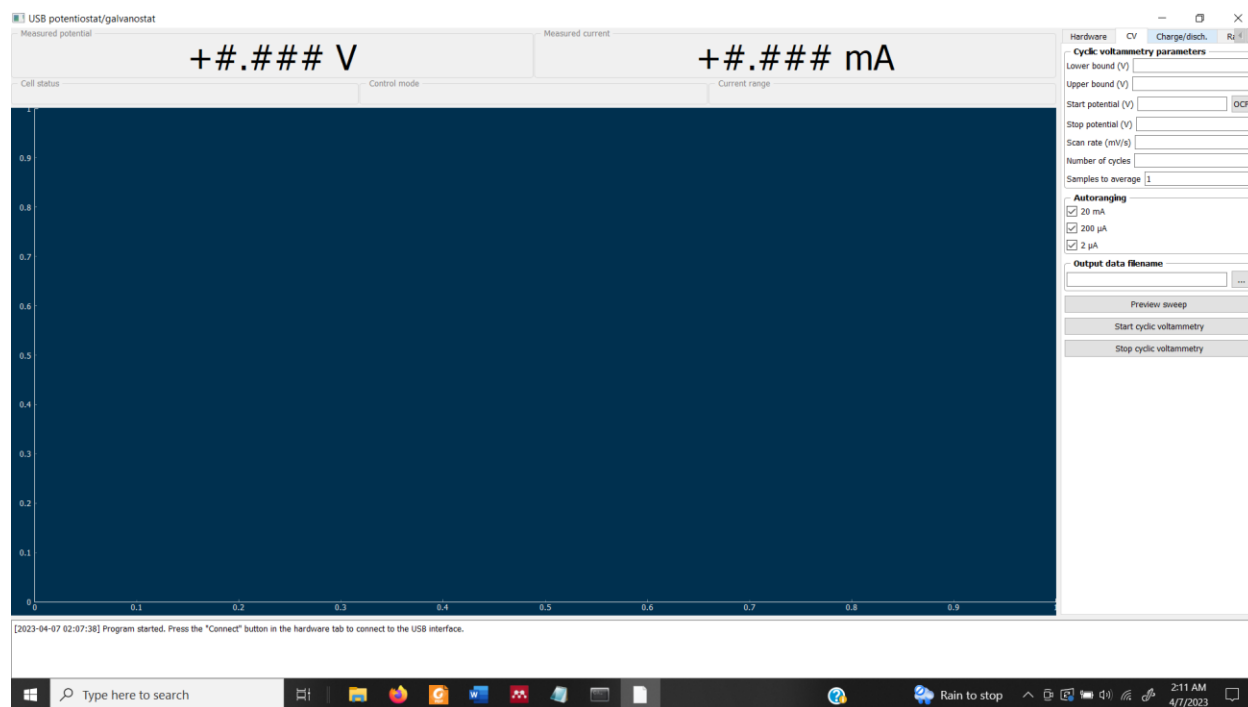 USB potentiostat/galvanostat
Measured potential
+#.### V
Measured current
+#.### mA
Cell status
Control mode
Current range
Hardware
CV
Charge/disch.
Cyclic voltammetry parameters
Lower bound (V)
Upper bound (V)
Start potential (V)
OCP
Stop potential (V)
Scan rate (mV/s)
Number of cycles
Samples to average 1
Autoranging
20 mA
200 µA
2 µA
Output data filename
...
Preview sweep
Start cyclic voltammetry
Stop cyclic voltammetry
1
0.9
0.8
0.7
0.6
0.5
0.4
0.3
0.2
0.1
0
0 0.1 0.2 0.3 0.4 0.5 0.6 0.7 0.8 0.9 1
[2023-04-07 02:07:38] Program started. Press the "Connect" button in the hardware tab to connect to the USB interface.
Type here to search
Rain to stop
2:11 AM
4/7/2023